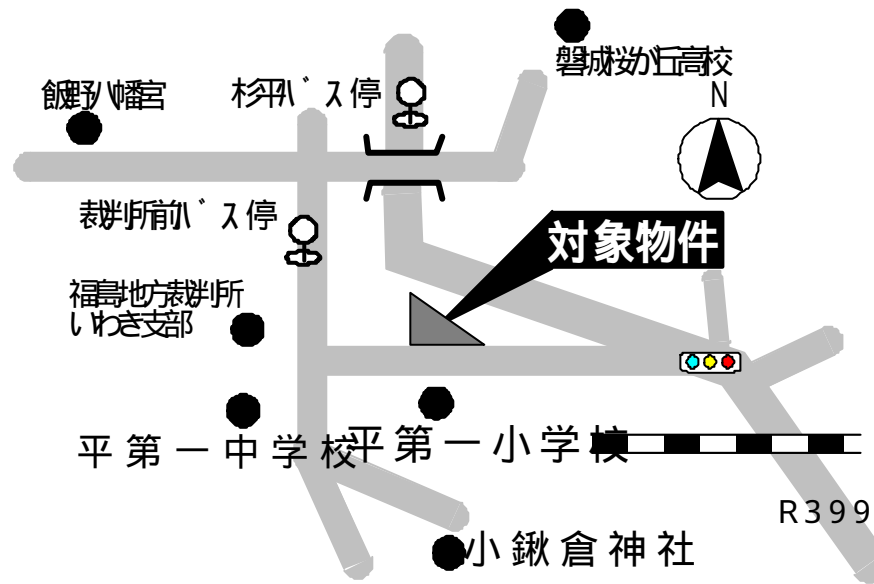 磐城桜が丘高校
飯野八幡宮
杉平バス停
N
裁判所前バス停
対象物件
福島地方裁判所
いわき支部
平第一中学校
平第一小学校
R399
小鍬倉神社